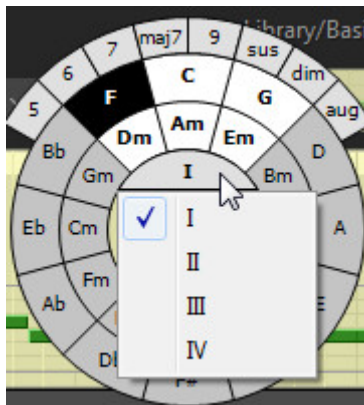 Library/Bas
5 6 7 maj7 9 sus dim aug
F C G
Dm Am Em
Bb Gm I Bm D
Eb Cm A
Fm
Ab
I
II
III
IV